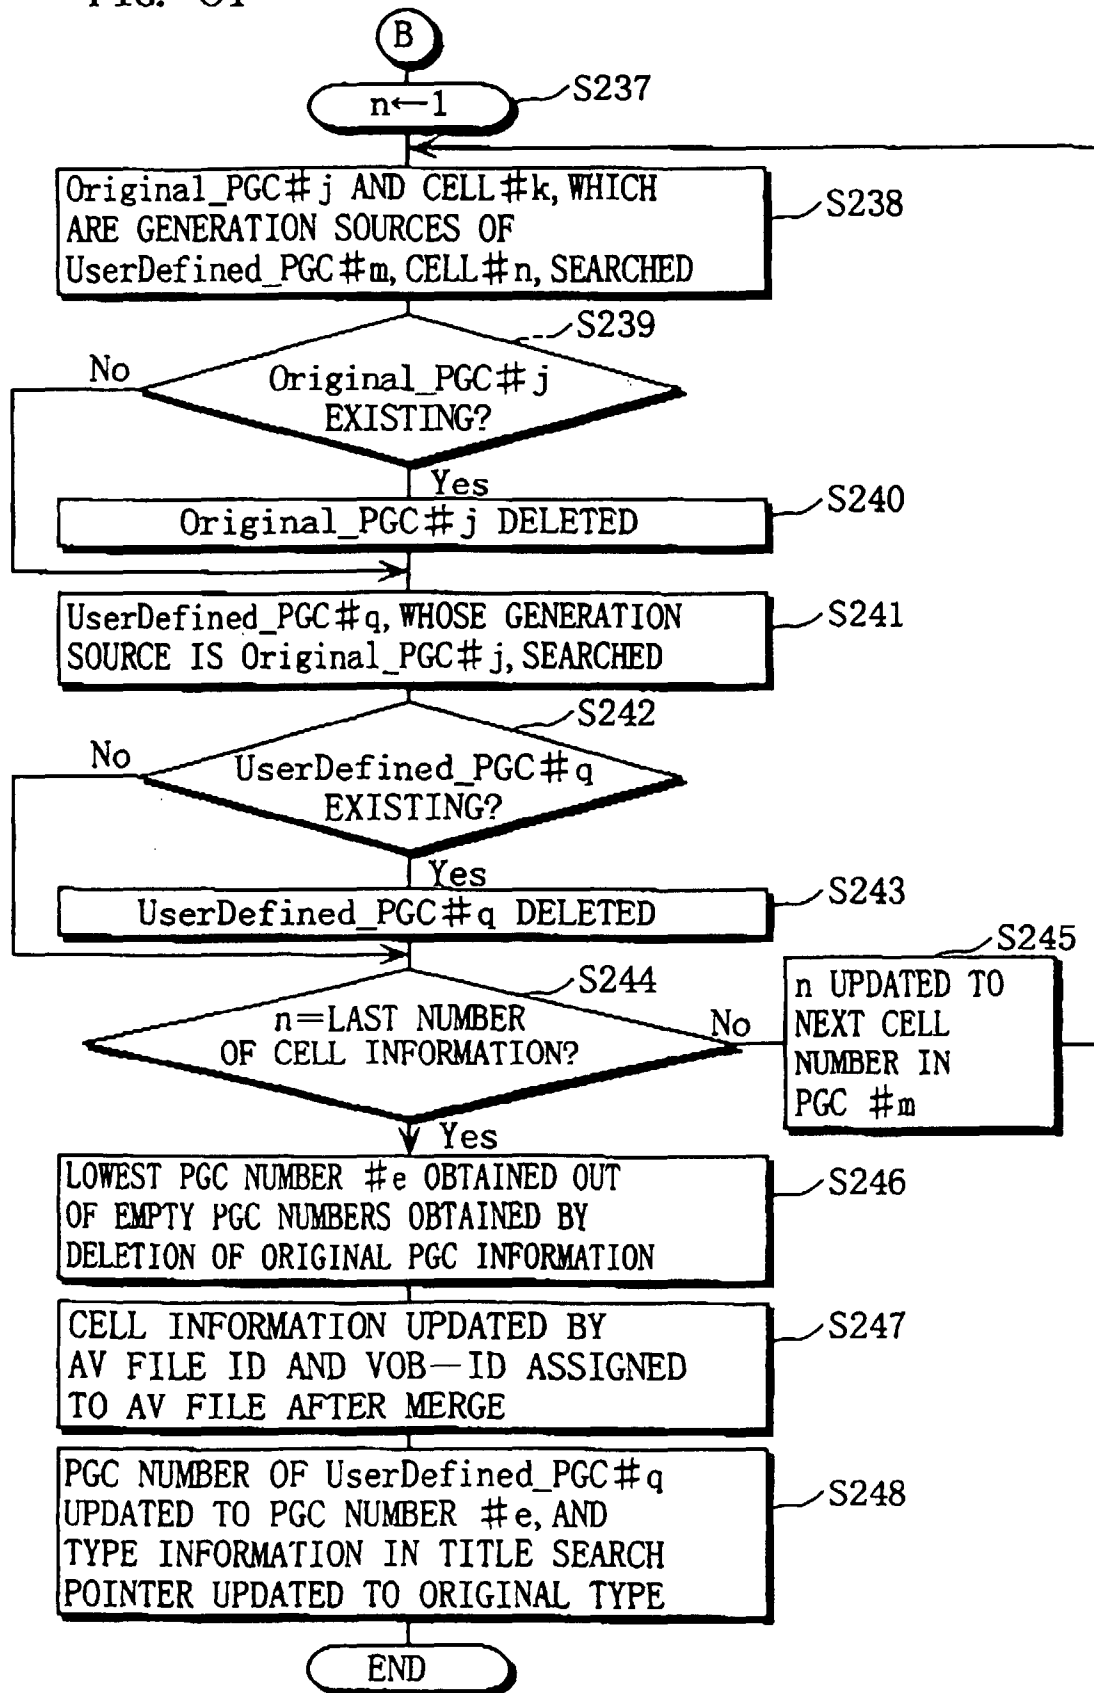 B
n←1
S237
Original_PGC#j AND CELL#k, WHICH
ARE GENERATION SOURCES OF
UserDefined_PGC#m, CELL#n, SEARCHED
S238
S239
No
Original_PGC#j
EXISTING?
Yes
S240
Original_PGC#j DELETED
UserDefined_PGC#q, WHOSE GENERATION
SOURCE IS Original_PGC#j, SEARCHED
S241
S242
No
UserDefined_PGC#q
EXISTING?
Yes
S243
UserDefined_PGC#q DELETED
S244
n=LAST NUMBER
OF CELL INFORMATION?
No
S245
n UPDATED TO
NEXT CELL
NUMBER IN
PGC #m
Yes
LOWEST PGC NUMBER #e OBTAINED OUT
OF EMPTY PGC NUMBERS OBTAINED BY
DELETION OF ORIGINAL PGC INFORMATION
S246
CELL INFORMATION UPDATED BY
AV FILE ID AND VOB-ID ASSIGNED
TO AV FILE AFTER MERGE
S247
PGC NUMBER OF UserDefined_PGC#q
UPDATED TO PGC NUMBER #e, AND
TYPE INFORMATION IN TITLE SEARCH
POINTER UPDATED TO ORIGINAL TYPE
S248
END